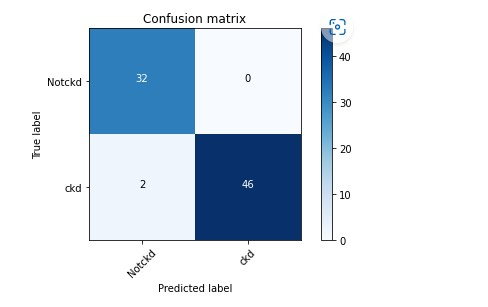 Confusion matrix
True label
Notckd
32
0
ckd
2
46
Notckd
ckd
Predicted label
40
30
20
10
0